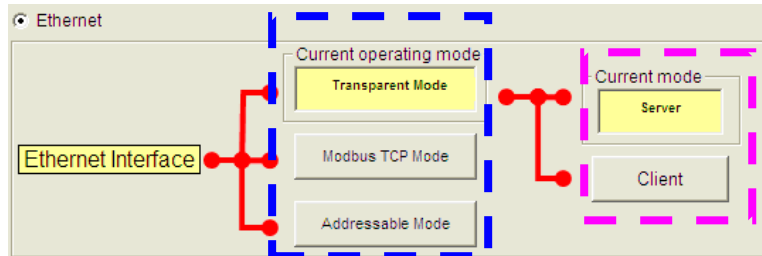 Ethernet
Current operating mode
Transparent Mode
Current mode
Server
Ethernet Interface
Modbus TCP Mode
Client
Addressable Mode